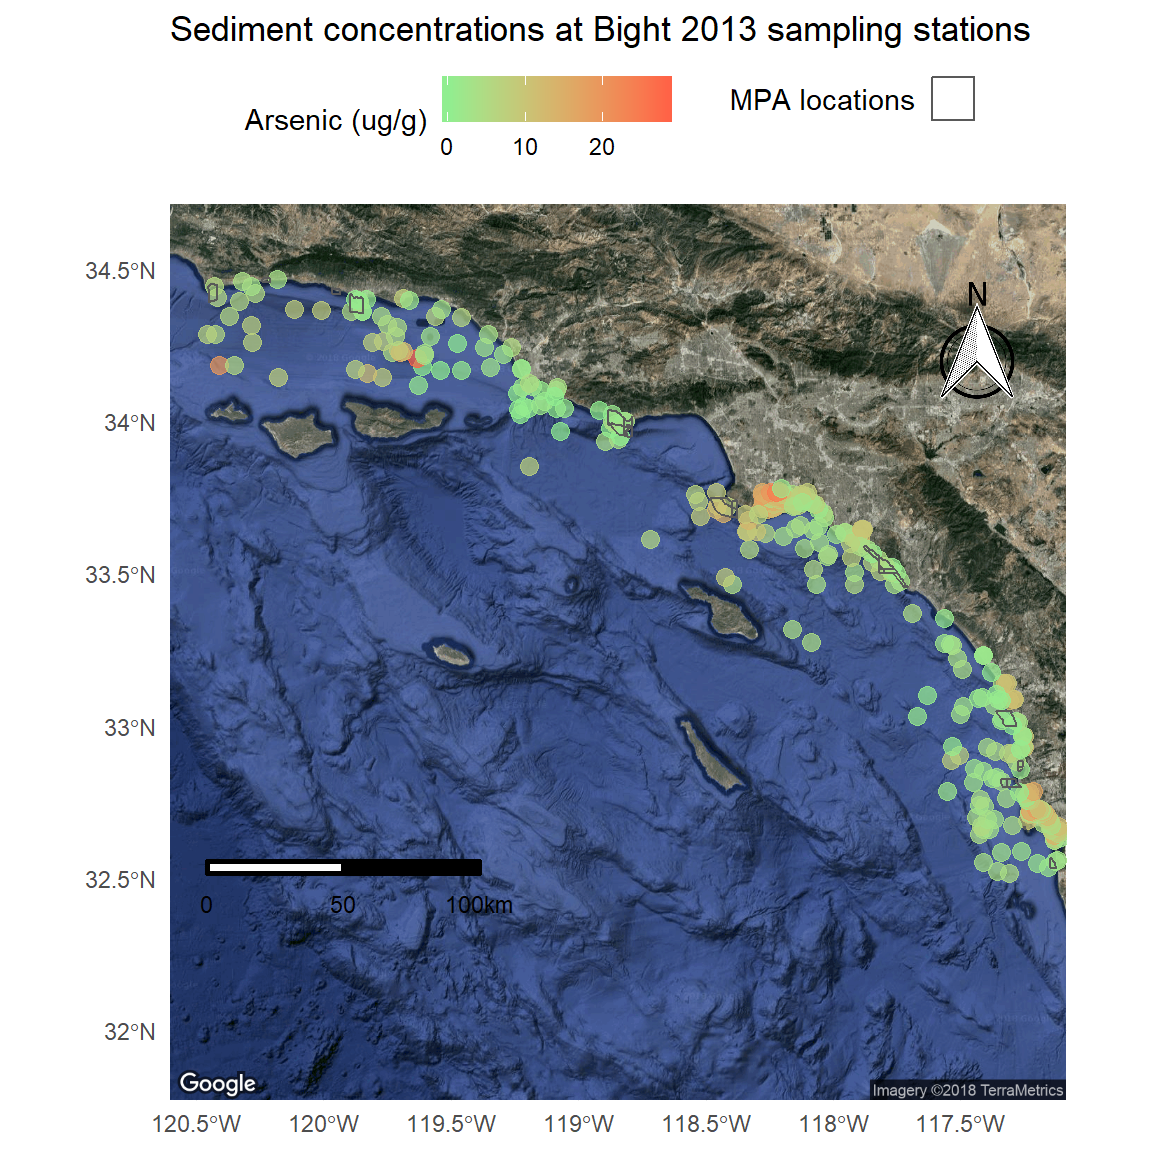 Sediment concentrations at Bight 2013 sampling stations
Arsenic (ug/g)
0 10 20
MPA locations
34.5°N
34°N
33.5°N
33°N
32.5°N
32°N
N
0 50 100km
Google
Imagery ©2018 TerraMetrics
120.5°W 120°W 119.5°W 119°W 118.5°W 118°W 117.5°W